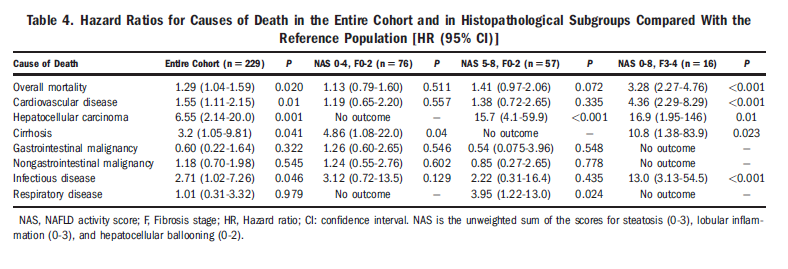 Table 4. Hazard Ratios for Causes of Death in the Entire Cohort and in Histopathological Subgroups Compared With the
Reference Population [HR (95% CI)]
Cause of Death Entire Cohort (n = 229) P NAS 0-4, F0-2 (n = 76) P NAS 5-8, F0-2 (n = 57) P NAS 0-8, F3-4 (n = 16) P
Overall mortality 1.29 (1.04-1.59) 0.020 1.13 (0.79-1.60) 0.511 1.41 (0.97-2.06) 0.072 3.28 (2.27-4.76) <0.001
Cardiovascular disease 1.55 (1.11-2.15) 0.01 1.19 (0.65-2.20) 0.557 1.38 (0.72-2.65) 0.335 4.36 (2.29-8.29) <0.001
Hepatocellular carcinoma 6.55 (2.14-20.0) 0.001 No outcome – 15.7 (4.1-59.9) <0.001 16.9 (1.95-146) 0.01
Cirrhosis 3.2 (1.05-9.81) 0.041 4.86 (1.08-22.0) 0.04 No outcome – 10.8 (1.38-83.9) 0.023
Gastrointestinal malignancy 0.60 (0.22-1.64) 0.322 1.26 (0.60-2.65) 0.546 0.54 (0.075-3.96) 0.548 No outcome –
Nongastrointestinal malignancy 1.18 (0.70-1.98) 0.545 1.24 (0.55-2.76) 0.602 0.85 (0.27-2.65) 0.778 No outcome –
Infectious disease 2.71 (1.02-7.26) 0.046 3.12 (0.72-13.5) 0.129 2.22 (0.31-16.4) 0.435 13.0 (3.13-54.5) <0.001
Respiratory disease 1.01 (0.31-3.32) 0.979 No outcome – 3.95 (1.22-13.0) 0.024 No outcome –
NAS, NAFLD activity score; F, Fibrosis stage; HR, Hazard ratio; CI: confidence interval. NAS is the unweighted sum of the scores for steatosis (0-3), lobular inflam-
mation (0-3), and hepatocellular ballooning (0-2).